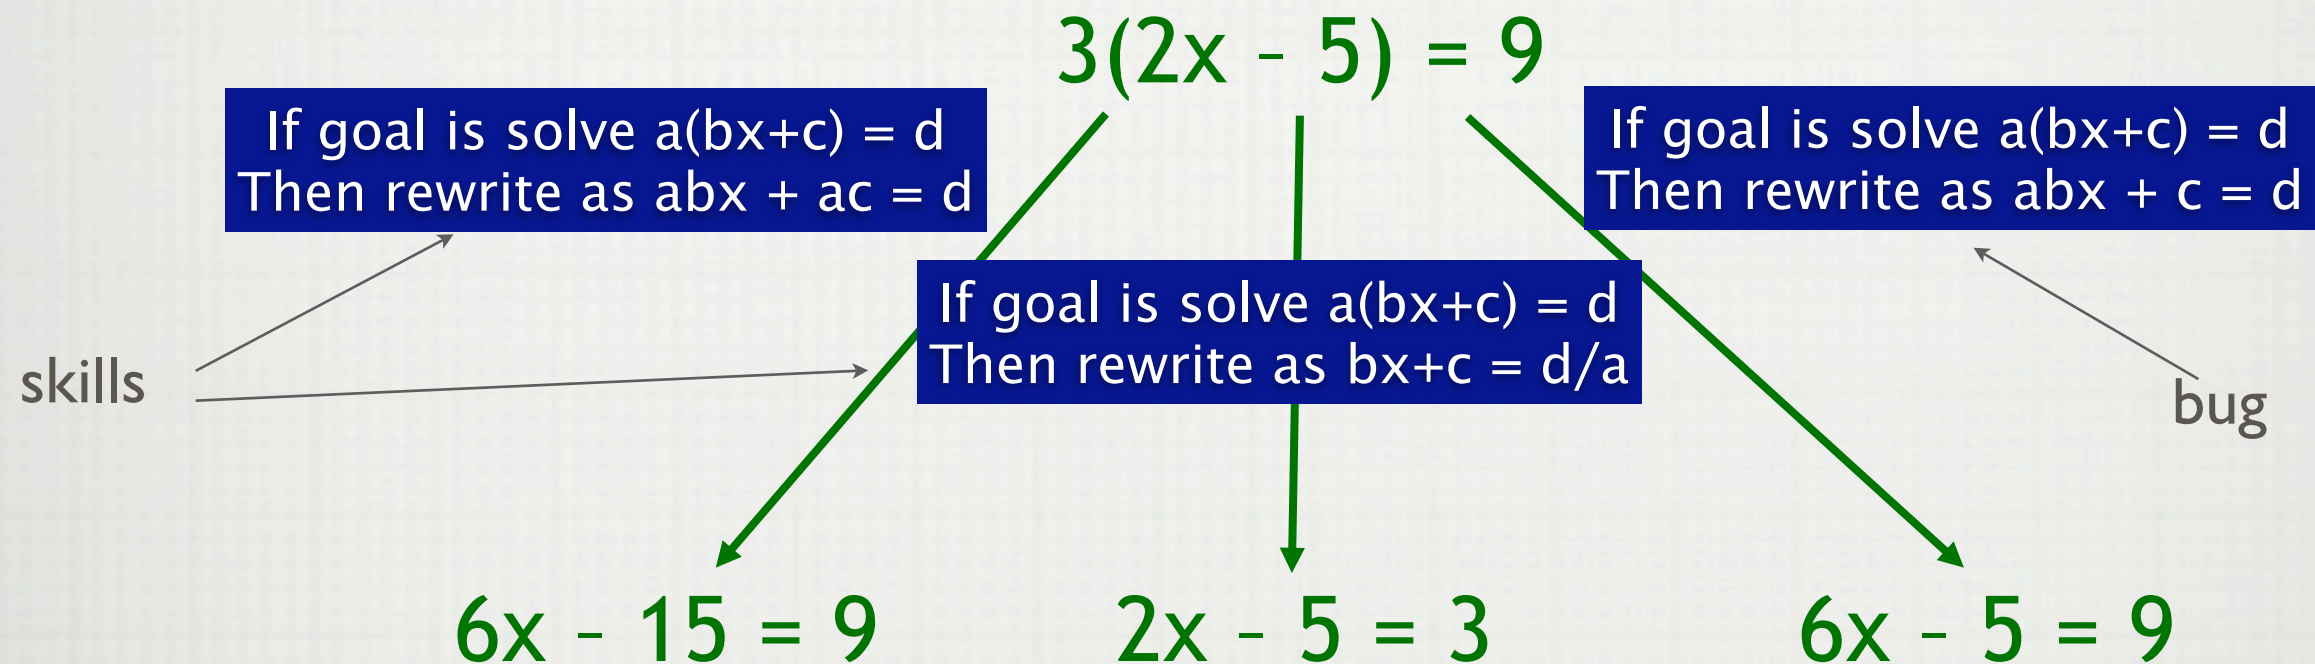 3(2x – 5) = 9
If goal is solve a(bx+c) = d
Then rewrite as abx + ac = d
If goal is solve a(bx+c) = d
Then rewrite as abx + c = d
If goal is solve a(bx+c) = d
Then rewrite as bx+c = d/a
skills
bug
6x – 15 = 9
2x – 5 = 3
6x – 5 = 9